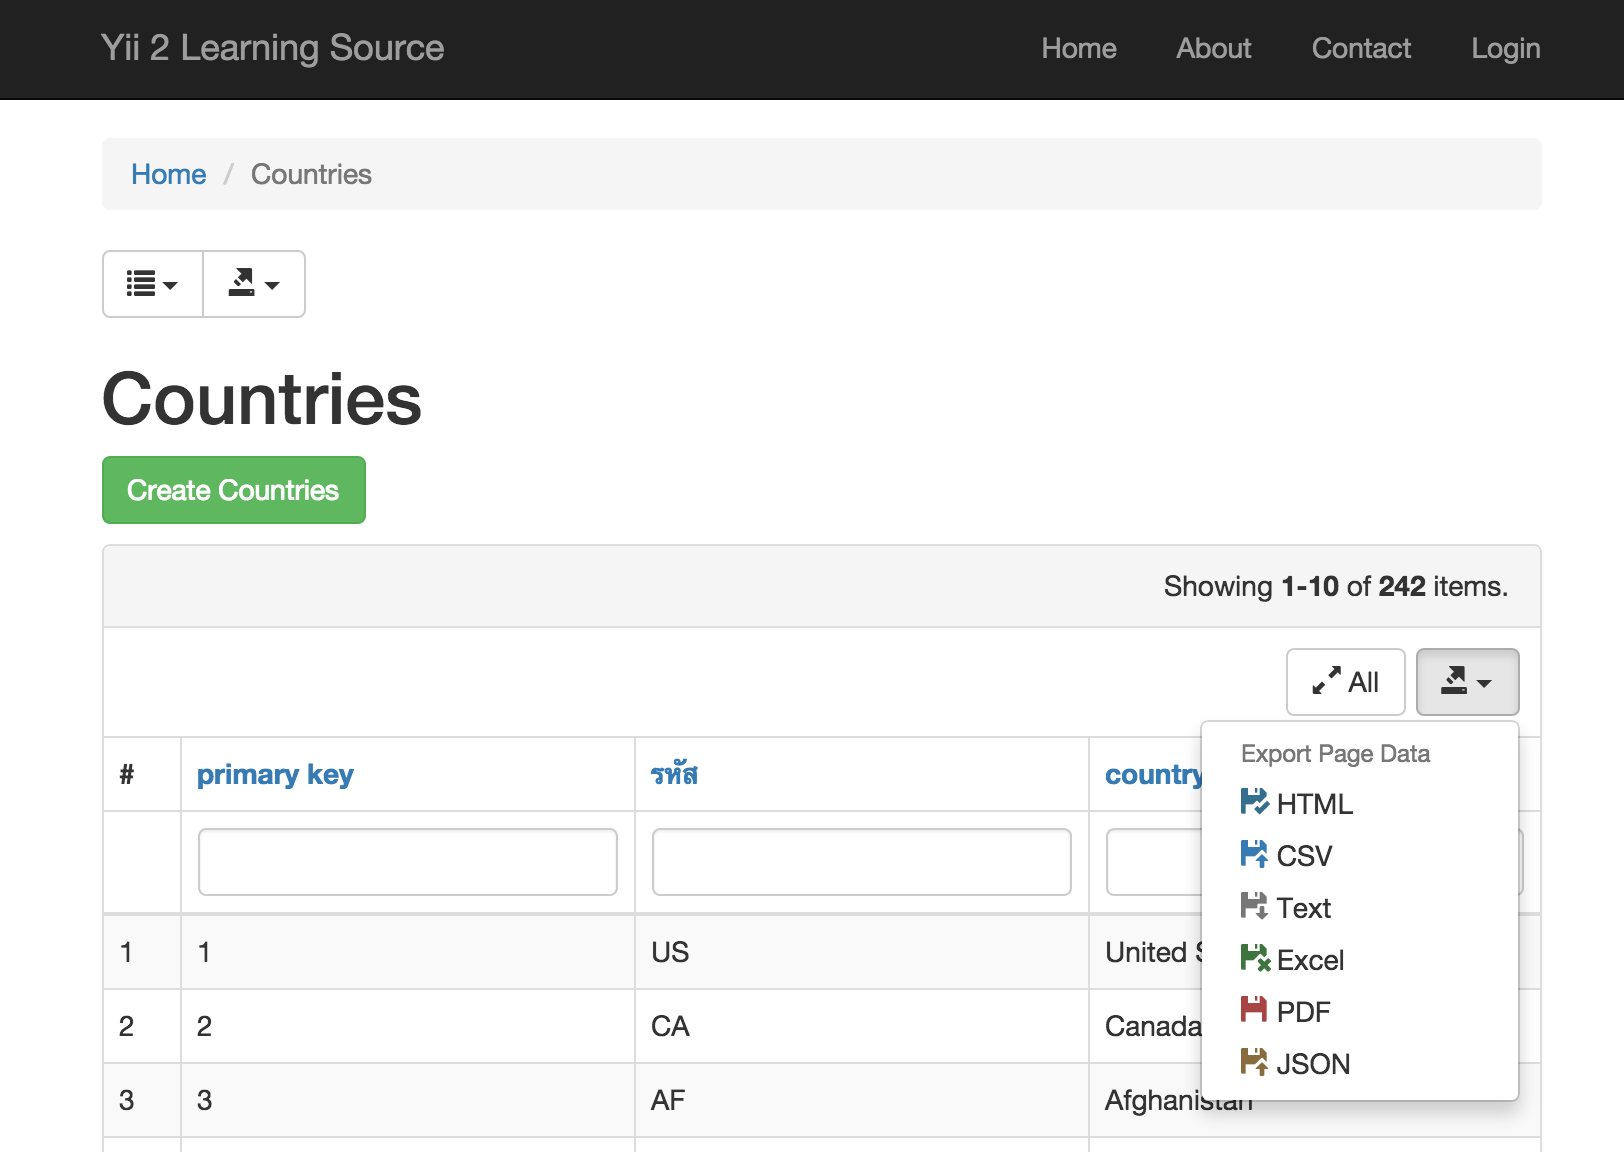 Yii 2 Learning Source Home About Contact Login
Home / Countries
Countries
Create Countries
Showing 1-10 of 242 items.
All
Export Page Data
HTML
CSV
Text
Excel
PDF
JSON
# primary key รหัส country
1 1 US United
2 2 CA Canada
3 3 AF Afghanistan